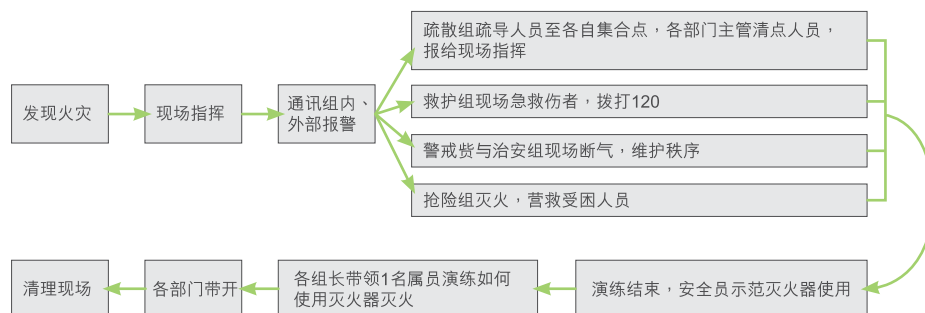 疏散组疏导人员至各自集合点，各部门主管清点人员，
报给现场指挥
发现火灾
现场指挥
通讯组内、
外部报警
救护组现场急救伤者，拨打120
警戒赀与治安组现场断气，维护秩序
抢险组灭火，营救受困人员
清理现场
各部门带开
各组长带领1名属员演练如何
使用灭火器灭火
演练结束，安全员示范灭火器使用